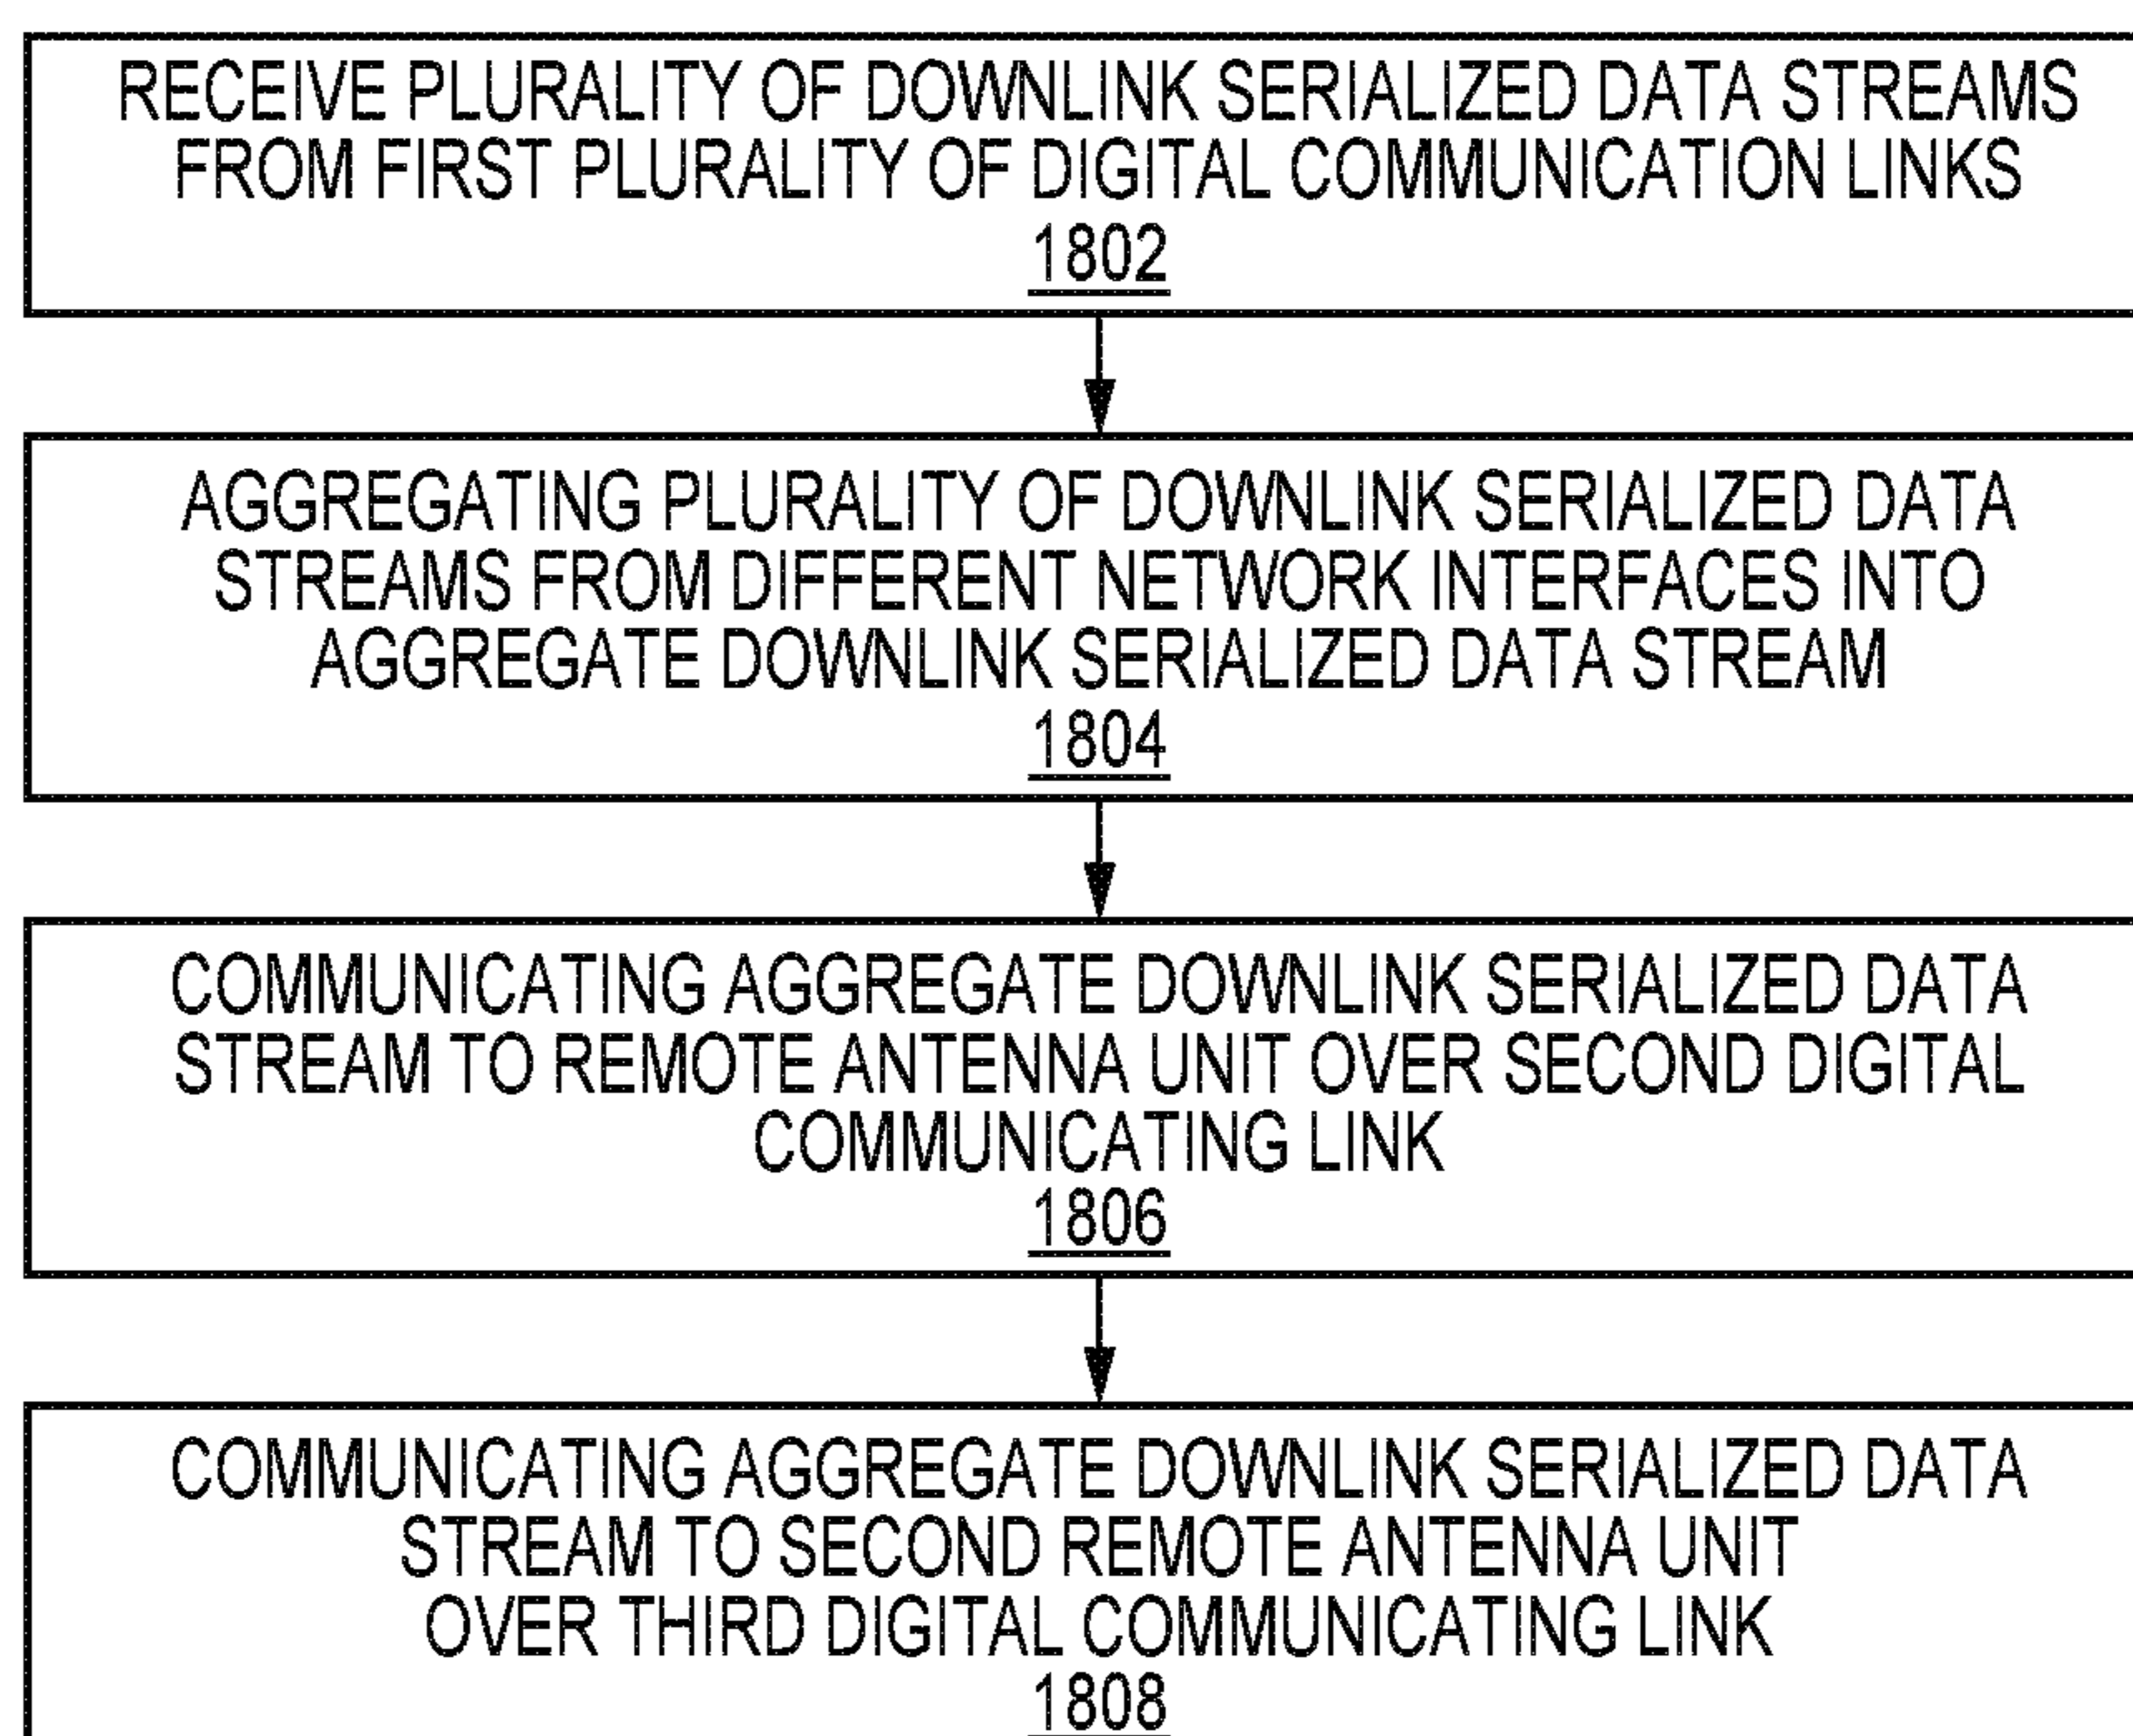 RECEIVE PLURALITY OF DOWNLINK SERIALIZED DATA STREAMS
FROM FIRST PLURALITY OF DIGITAL COMMUNICATION LINKS
1802
AGGREGATING PLURALITY OF DOWNLINK SERIALIZED DATA
STREAMS FROM DIFFERENT NETWORK INTERFACES INTO
AGGREGATE DOWNLINK SERIALIZED DATA STREAM
1804
COMMUNICATING AGGREGATE DOWNLINK SERIALIZED DATA
STREAM TO REMOTE ANTENNA UNIT OVER SECOND DIGITAL
COMMUNICATING LINK
1806
COMMUNICATING AGGREGATE DOWNLINK SERIALIZED DATA
STREAM TO SECOND REMOTE ANTENNA UNIT
OVER THIRD DIGITAL COMMUNICATING LINK
1808